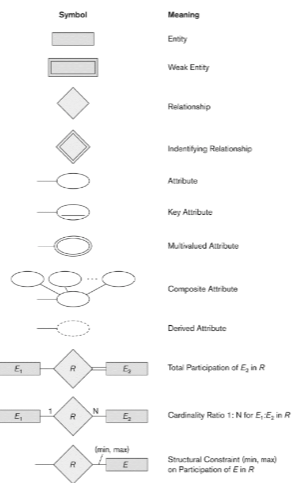 Symbol Meaning
Entity
Weak Entity
Relationship
Indentifying Relationship
Attribute
Key Attribute
Multivalued Attribute
Composite Attribute
Derived Attribute
E₁ R E₂ Total Participation of E₂ in R
E₁ 1 R N E₂ Cardinality Ratio 1: N for E₁:E₂ in R
(min, max)
R E Structural Constraint (min, max)
on Participation of E in R